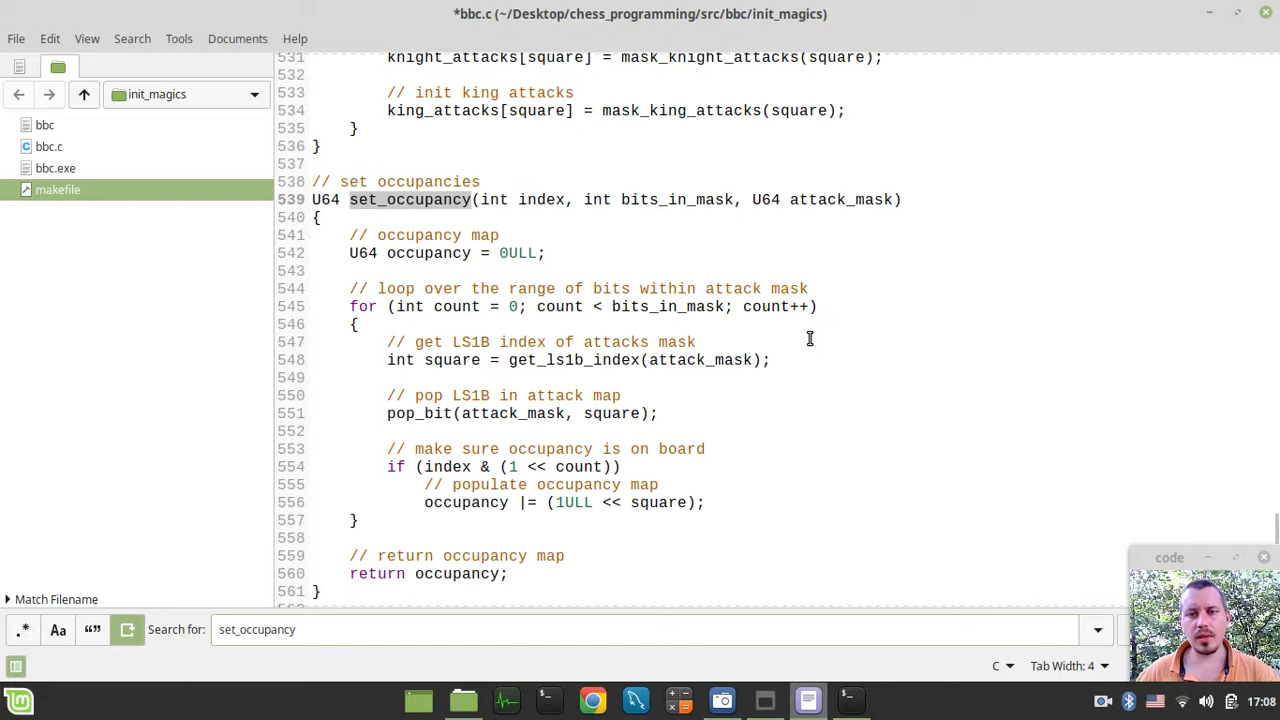 *bbc.c (~/Desktop/chess_programming/src/bbc/init_magics)
File Edit View Search Tools Documents Help
init_magics
bbc
bbc.c
bbc.exe
makefile
Match Filename
531 knight_attacks[square] = mask_knight_attacks(square);
532
533 // init king attacks
534 king_attacks[square] = mask_king_attacks(square);
535 }
536 }
537
538 // set occupancies
539 U64 set_occupancy(int index, int bits_in_mask, U64 attack_mask)
540 {
541 // occupancy map
542 U64 occupancy = 0ULL;
543
544 // loop over the range of bits within attack mask
545 for (int count = 0; count < bits_in_mask; count++)
546 {
547 // get LS1B index of attacks mask
548 int square = get_ls1b_index(attack_mask);
549
550 // pop LS1B in attack map
551 pop_bit(attack_mask, square);
552
553 // make sure occupancy is on board
554 if (index & (1 << count))
555 // populate occupancy map
556 occupancy |= (1ULL << square);
557 }
558
559 // return occupancy map
560 return occupancy;
561 }
code
.* Aa “” Search for: set_occupancy
C Tab Width: 4
17:08